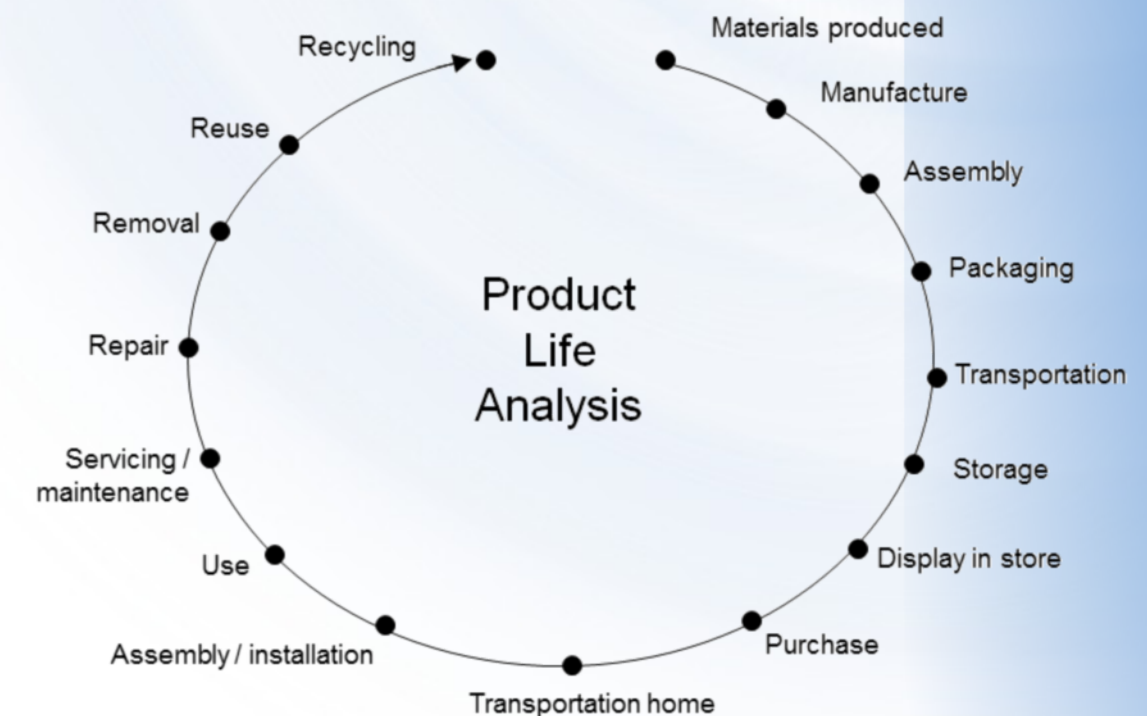 Materials produced
Manufacture
Assembly
Packaging
Transportation
Storage
Display in store
Purchase
Transportation home
Assembly / installation
Use
Servicing /
maintenance
Repair
Removal
Reuse
Recycling
Product
Life
Analysis